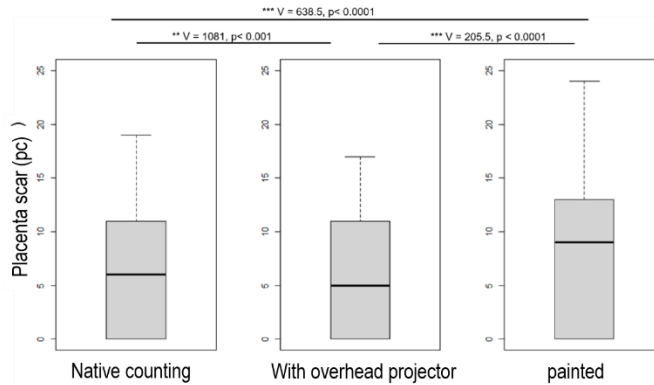 *** V = 638.5, p< 0.0001
** V = 1081, p< 0.001
*** V = 205.5, p < 0.0001
Placenta scar (pc)
)
25
20
15
10
5
0
25
20
15
10
5
0
25
20
15
10
5
0
Native counting
With overhead projector
painted